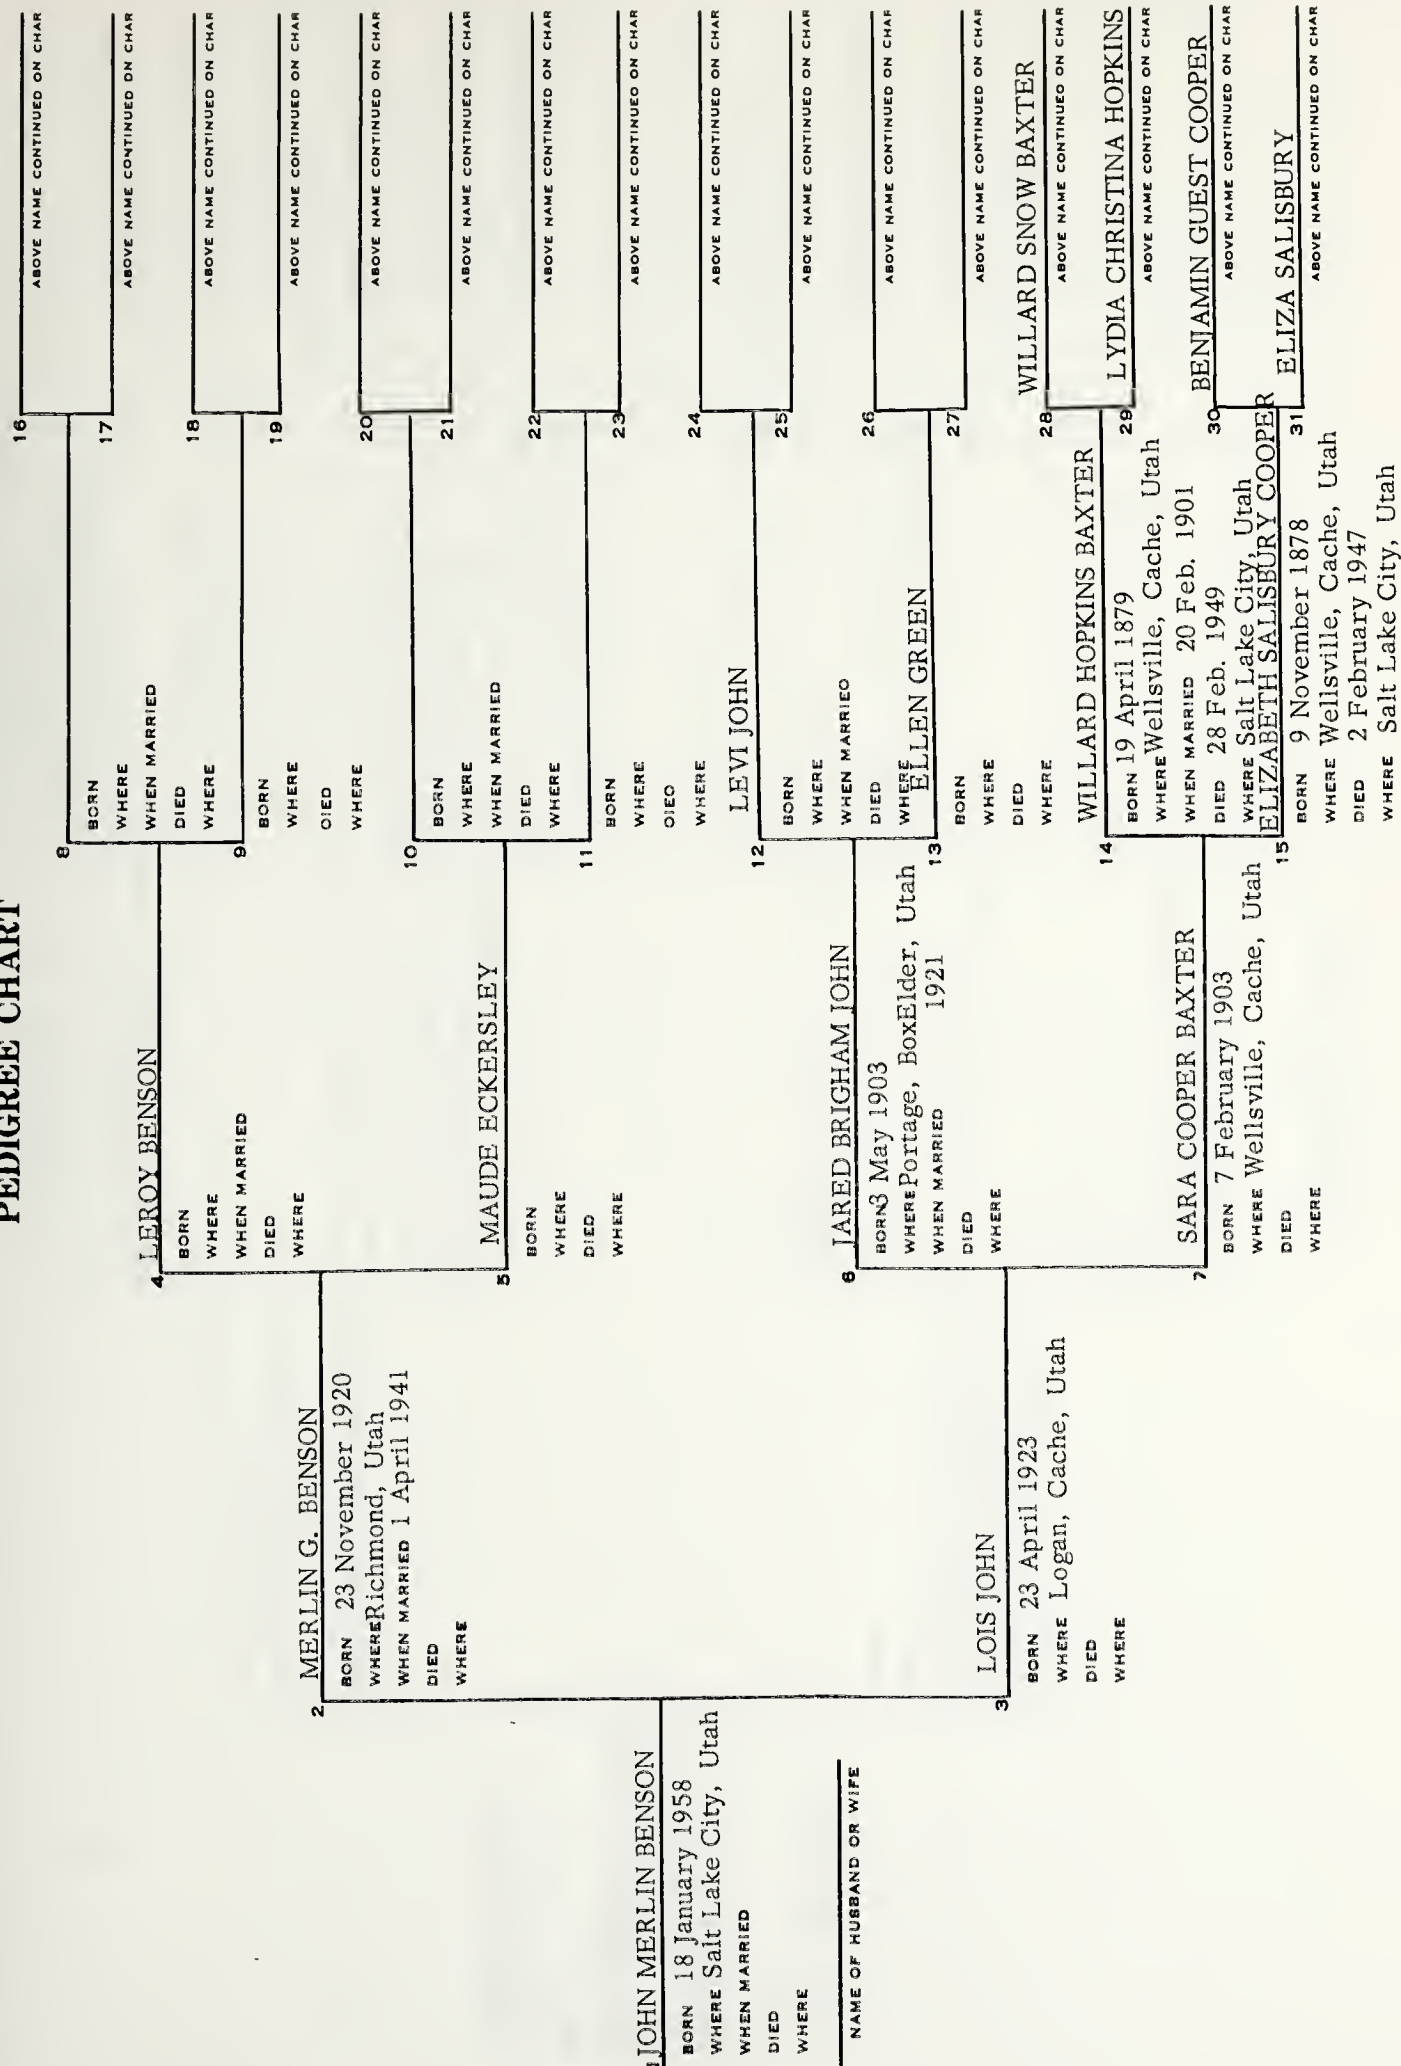 PEDIGREE CHART
JOHN MERLIN BENSON
BORN 18 January 1958
WHERE Salt Lake City, Utah
WHEN MARRIED
DIED
WHERE
NAME OF HUSBAND OR WIFE
2
MERLIN G. BENSON
BORN 23 November 1920
WHERE Richmond, Utah
WHEN MARRIED 1 April 1941
DIED
WHERE
3
LOIS JOHN
BORN 23 April 1923
WHERE Logan, Cache, Utah
DIED
WHERE
4
LEROY BENSON
BORN
WHERE
WHEN MARRIED
DIED
WHERE
5
MAUDE ECKERSLEY
BORN
WHERE
DIED
WHERE
6
JARED BRIGHAM JOHN
BORN 3 May 1903
WHERE Portage, BoxElder, Utah
WHEN MARRIED 1921
DIED
WHERE
7
SARA COOPER BAXTER
BORN 7 February 1903
WHERE Wellsville, Cache, Utah
DIED
WHERE
8
BORN
WHERE
WHEN MARRIED
DIED
WHERE
9
BORN
WHERE
DIED
WHERE
10
BORN
WHERE
WHEN MARRIED
DIED
WHERE
11
BORN
WHERE
DIED
WHERE
12
LEVI JOHN
BORN
WHERE
WHEN MARRIED
DIED
WHERE
13
ELLEN GREEN
BORN
WHERE
DIED
WHERE
14
WILLARD HOPKINS BAXTER
BORN 19 April 1879
WHERE Wellsville, Cache, Utah
WHEN MARRIED 20 Feb. 1901
DIED 28 Feb. 1949
WHERE Salt Lake City, Utah
15
ELIZABETH SALISBURY COOPER
BORN 9 November 1878
WHERE Wellsville, Cache, Utah
DIED 2 February 1947
WHERE Salt Lake City, Utah
16
ABOVE NAME CONTINUED ON CHAR
17
ABOVE NAME CONTINUED ON CHAR
18
ABOVE NAME CONTINUED ON CHAR
19
ABOVE NAME CONTINUED ON CHAR
20
ABOVE NAME CONTINUED ON CHAR
21
ABOVE NAME CONTINUED ON CHAR
22
ABOVE NAME CONTINUED ON CHAR
23
ABOVE NAME CONTINUED ON CHAR
24
ABOVE NAME CONTINUED ON CHAR
25
ABOVE NAME CONTINUED ON CHAR
26
ABOVE NAME CONTINUED ON CHAR
27
ABOVE NAME CONTINUED ON CHAR
28
WILLARD SNOW BAXTER
ABOVE NAME CONTINUED ON CHAR
29
LYDIA CHRISTINA HOPKINS
ABOVE NAME CONTINUED ON CHAR
30
BENJAMIN GUEST COOPER
ABOVE NAME CONTINUED ON CHAR
31
ELIZA SALISBURY
ABOVE NAME CONTINUED ON CHAR